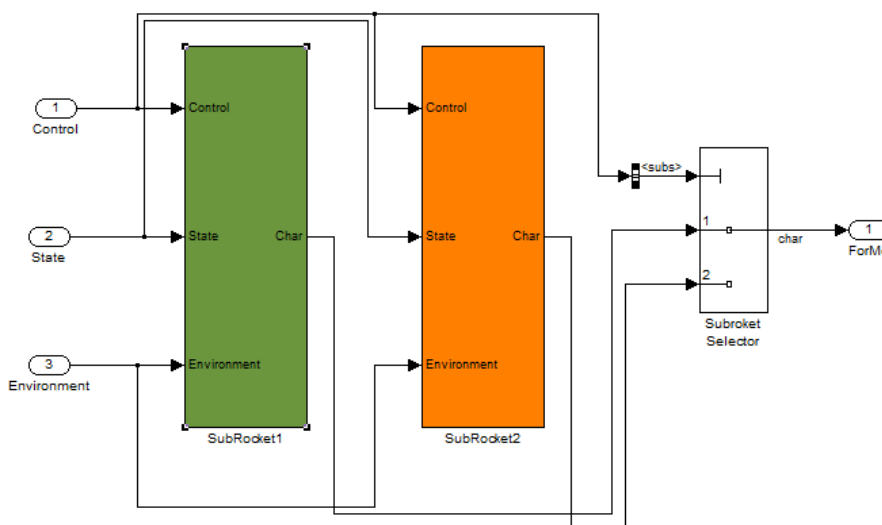 1
Control
2
State
3
Environment
Control
State
Char
Environment
SubRocket1
Control
State
Char
Environment
SubRocket2
<subs>
1
2
Subroket
Selector
char
1
ForMo